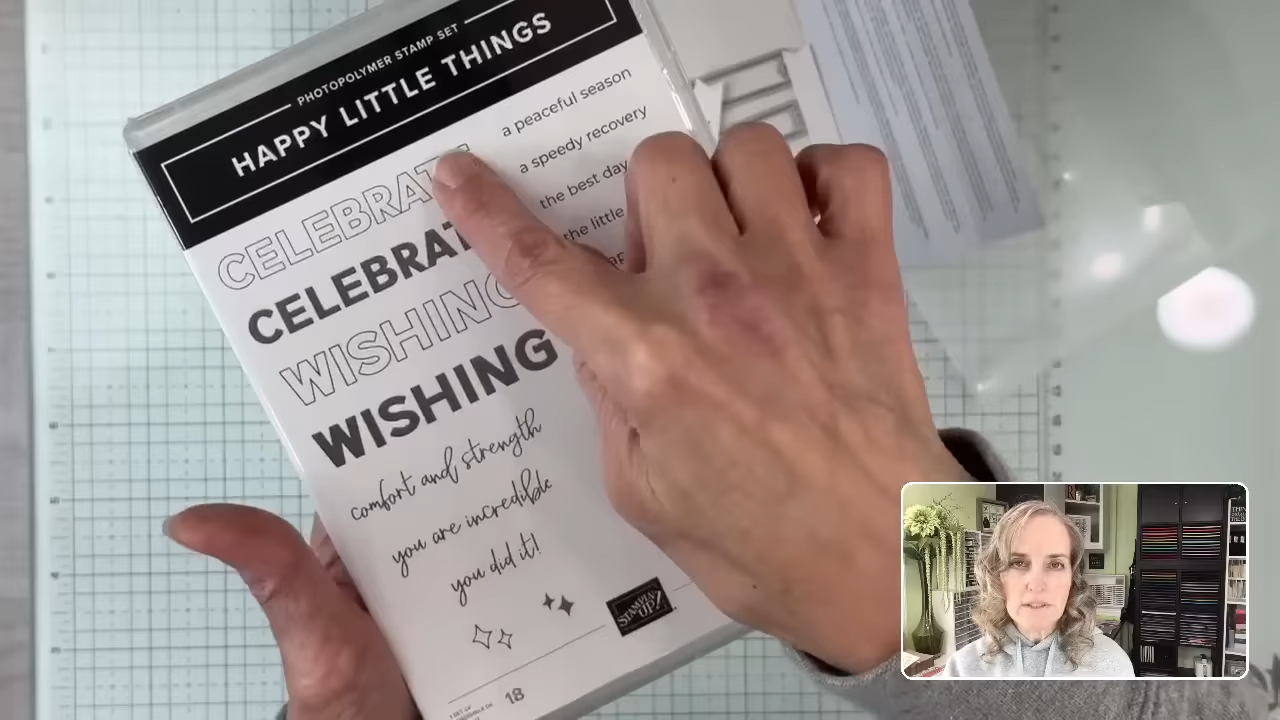 PHOTOPOLYMER STAMP SET
HAPPY LITTLE THINGS
CELEBRATE
CELEBRAT
WISHING
WISHING
comfort and strength
you are incredible
you did it!
a peaceful season
a speedy recovery
the best day
the little
STAMPIN' UP!
18